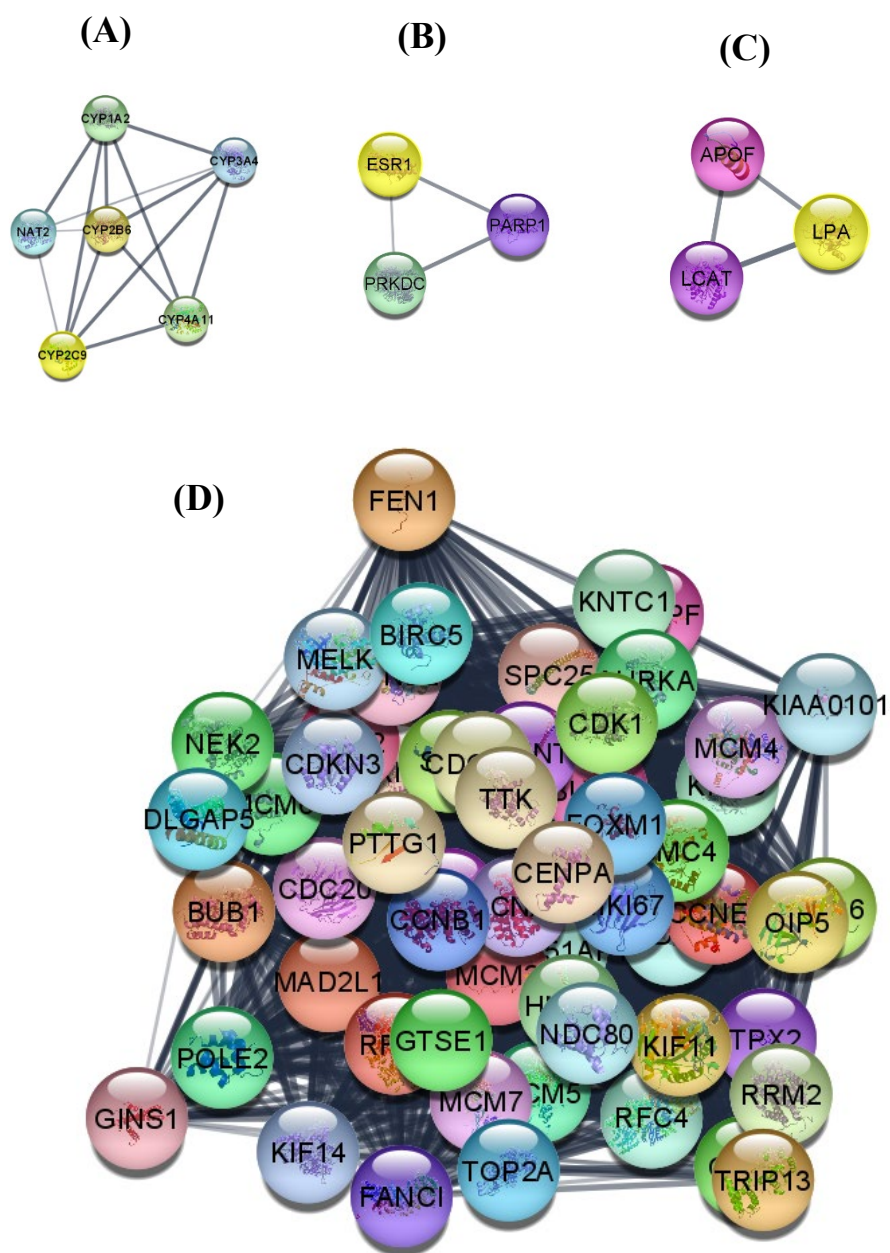 (A)
(B)
(C)
CYP1A2
CYP3A4
NAT2
CYP2B6
CYP4A11
CYP2C9
ESR1
PARP1
PRKDC
APOF
LPA
LCAT
(D)
FEN1
KNTC1
BIRC5
MELK
SPC25
KIAA0101
NEK2
CDKN3
CDK1
MCM4
DLGAP5
TTK
PTTG1
FOXM1
CENPA
CDC20
BUB1
CCNB1
MKI67
CCNE
OIP5
MAD2L1
GTSE1
NDC80
KIF11
TPX2
POLE2
RRM2
GINS1
MCM7
RFC4
KIF14
TOP2A
FANCI
TRIP13